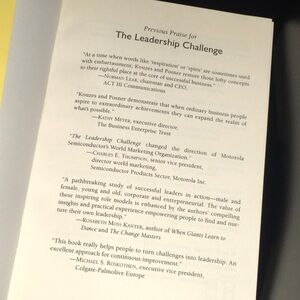 Previous Praise for
The Leadership Challenge
"At a time when words like 'inspiration' or 'spirit' are sometimes used
with embarrassment, Kouzes and Posner restore those lofty concepts
to their rightful place at the core of successful business."
—NORMAN LEAR, chairman and CEO,
ACT III Communications
"Kouzes and Posner demonstrate that when ordinary business people
aspire to extraordinary achievements they can expand the realm of
what's possible."
—KATHY MEYER, executive director,
The Business Enterprise Trust
"The Leadership Challenge changed the direction of Motorola
Semiconductor's World Marketing Organization."
—CHARLES E. THOMPSON, senior vice president,
director world marketing,
Semiconductor Products Sector, Motorola Inc.
"A pathbreaking study of successful leaders in action—male and
female, young and old, corporate and entrepreneurial. The value of
these inspiring role models is enhanced by the authors' compelling
insights and practical experience empowering people to find and nur-
ture their own leadership."
—ROSABETH MOSS KANTER, author of When Giants Learn to
Dance and The Change Masters
"This book really helps people to turn challenges into leadership. An
excellent approach for continuous improvement."
—MICHAEL S. ROSKOTHEN, executive vice president,
Colgate-Palmolive Europe